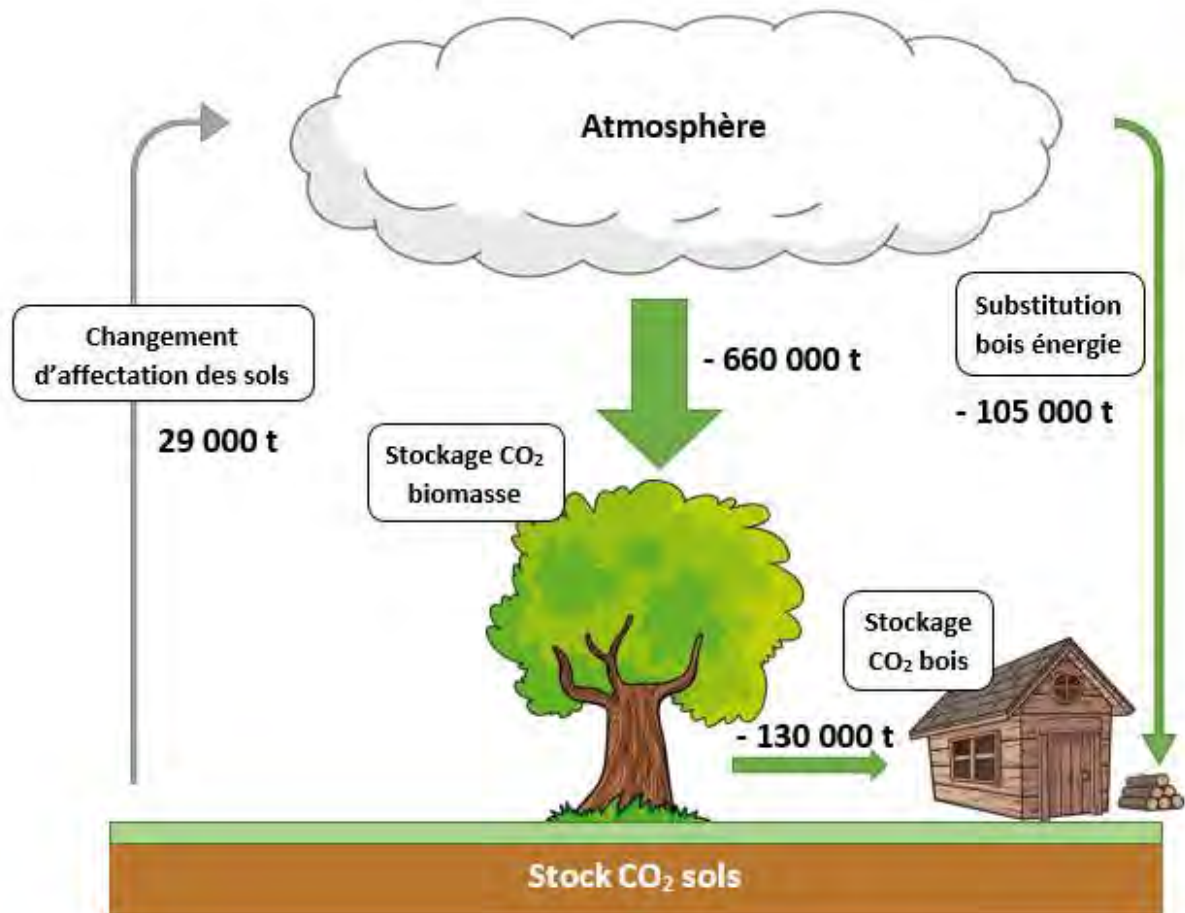 Atmosphère
Changement
d'affectation des sols
29 000 t
- 660 000 t
Substitution
bois énergie
- 105 000 t
Stockage CO₂
biomasse
Stockage
CO₂ bois
- 130 000 t
Stock CO₂ sols